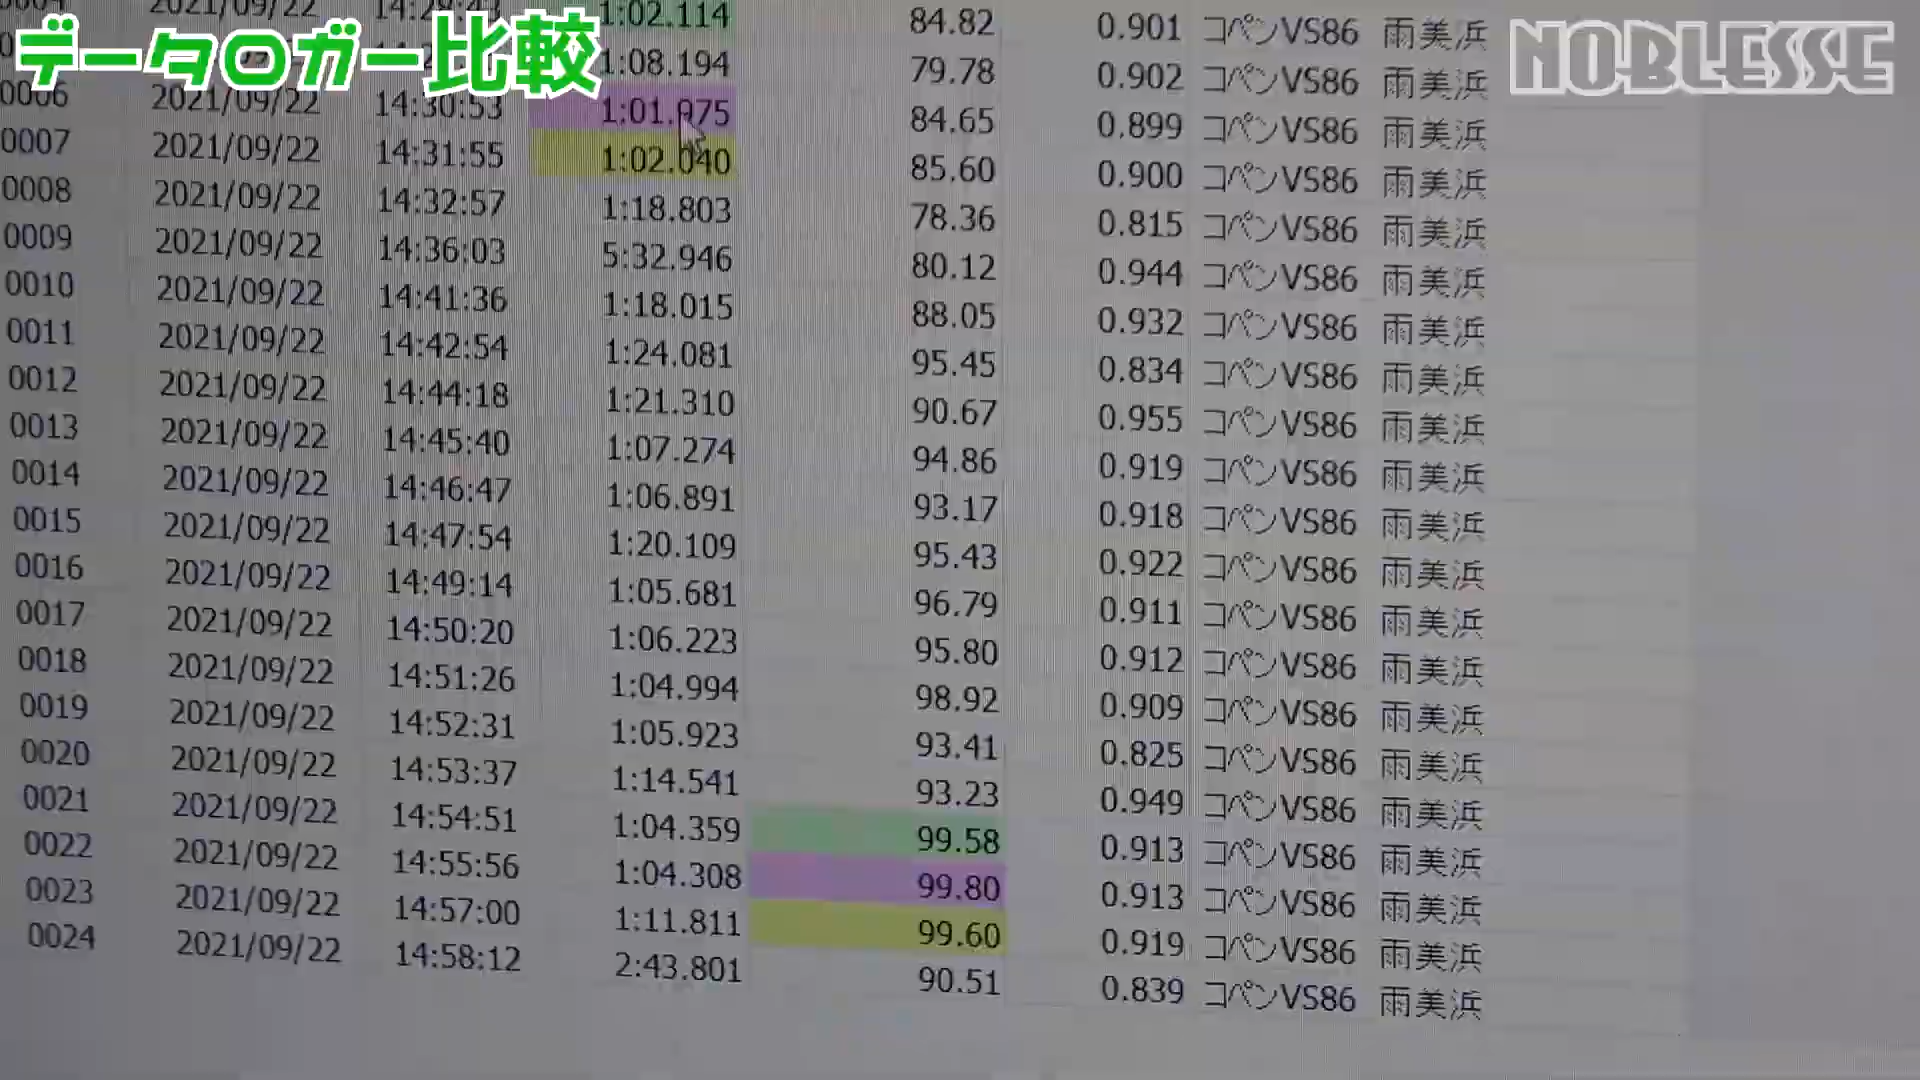 データロガー比較
NOBLESSE
2021/09/22 1:02.114 84.82 0.901 コペンVS86 雨美浜
1:08.194 79.78 0.902 コペンVS86 雨美浜
0006 2021/09/22 14:30:53 1:01.975 84.65 0.899 コペンVS86 雨美浜
0007 2021/09/22 14:31:55 1:02.040 85.60 0.900 コペンVS86 雨美浜
0008 2021/09/22 14:32:57 1:18.803 78.36 0.815 コペンVS86 雨美浜
0009 2021/09/22 14:36:03 5:32.946 80.12 0.944 コペンVS86 雨美浜
0010 2021/09/22 14:41:36 1:18.015 88.05 0.932 コペンVS86 雨美浜
0011 2021/09/22 14:42:54 1:24.081 95.45 0.834 コペンVS86 雨美浜
0012 2021/09/22 14:44:18 1:21.310 90.67 0.955 コペンVS86 雨美浜
0013 2021/09/22 14:45:40 1:07.274 94.86 0.919 コペンVS86 雨美浜
0014 2021/09/22 14:46:47 1:06.891 93.17 0.918 コペンVS86 雨美浜
0015 2021/09/22 14:47:54 1:20.109 95.43 0.922 コペンVS86 雨美浜
0016 2021/09/22 14:49:14 1:05.681 96.79 0.911 コペンVS86 雨美浜
0017 2021/09/22 14:50:20 1:06.223 95.80 0.912 コペンVS86 雨美浜
0018 2021/09/22 14:51:26 1:04.994 98.92 0.909 コペンVS86 雨美浜
0019 2021/09/22 14:52:31 1:05.923 93.41 0.825 コペンVS86 雨美浜
0020 2021/09/22 14:53:37 1:14.541 93.23 0.949 コペンVS86 雨美浜
0021 2021/09/22 14:54:51 1:04.359 99.58 0.913 コペンVS86 雨美浜
0022 2021/09/22 14:55:56 1:04.308 99.80 0.913 コペンVS86 雨美浜
0023 2021/09/22 14:57:00 1:11.811 99.60 0.919 コペンVS86 雨美浜
0024 2021/09/22 14:58:12 2:43.801 90.51 0.839 コペンVS86 雨美浜